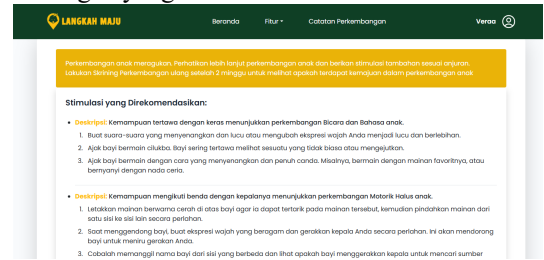 LANGKAH MAJU
Beranda Fitur Catatan Perkembangan Veraa
Perkembangan anak meragukan. Perhatikan lebih lanjut perkembangan anak dan berikan stimulasi tambahan sesuai anjuran.
Lakukan Skrining Perkembangan ulang setelah 2 minggu untuk melihat apakah terdapat kemajuan dalam perkembangan anak
Stimulasi yang Direkomendasikan:
• Deskripsi: Kemampuan tertawa dengan keras menunjukkan perkembangan Bicara dan Bahasa anak.
1. Buat suara-suara yang menyenangkan dan lucu atau mengubah ekspresi wajah Anda menjadi lucu dan berlebihan.
2. Ajak bayi bermain cilukba. Bayi sering tertawa melihat sesuatu yang tidak biasa atau mengejutkan.
3. Ajak bayi bermain dengan cara yang menyenangkan dan penuh canda. Misalnya, bermain dengan mainan favoritnya, atau
bernyanyi dengan nada ceria.
• Deskripsi: Kemampuan mengikuti benda dengan kepalanya menunjukkan perkembangan Motorik Halus anak.
1. Letakkan mainan berwarna cerah di atas bayi agar ia dapat tertarik pada mainan tersebut, kemudian pindahkan mainan dari
satu sisi ke sisi lain secara perlahan.
2. Saat menggendong bayi, buat ekspresi wajah yang beragam dan gerakkan kepala Anda secara perlahan. Ini akan mendorong
bayi untuk meniru gerakan Anda.
3. Cobalah memanggil nama bayi dari sisi yang berbeda dan lihat apakah bayi menggerakkan kepala untuk mencari sumber